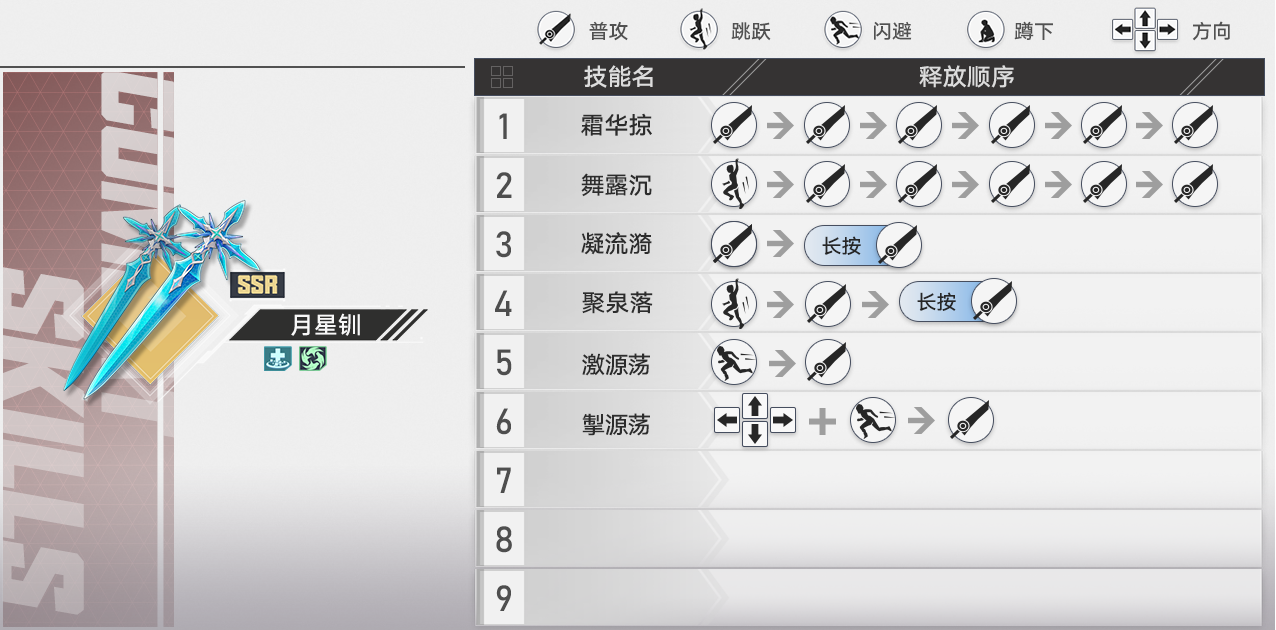 普攻 跳跃 闪避 蹲下 方向
技能名 释放顺序
COMBAT
SKILLS
SSR
月星钏
1 霜华掠
2 舞露沉
3 凝流漪 长按
4 聚泉落 长按
5 激源荡
6 掣源荡
7
8
9